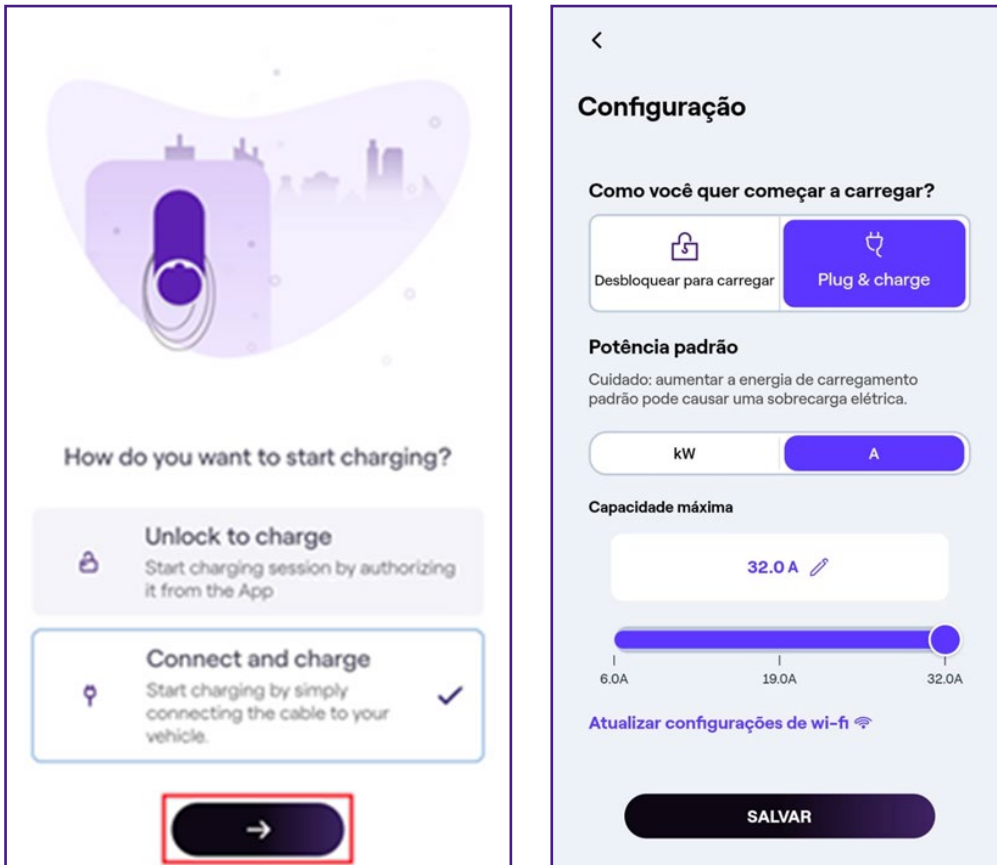 How do you want to start charging?
Unlock to charge
Start charging session by authorizing
it from the App
Connect and charge
Start charging by simply
connecting the cable to your
vehicle.
Configuração
Como você quer começar a carregar?
Desbloquear para carregar
Plug & charge
Potência padrão
Cuidado: aumentar a energia de carregamento
padrão pode causar uma sobrecarga elétrica.
kW
A
Capacidade máxima
32.0 A
6.0A
19.0A
32.0A
Atualizar configurações de wi-fi
SALVAR